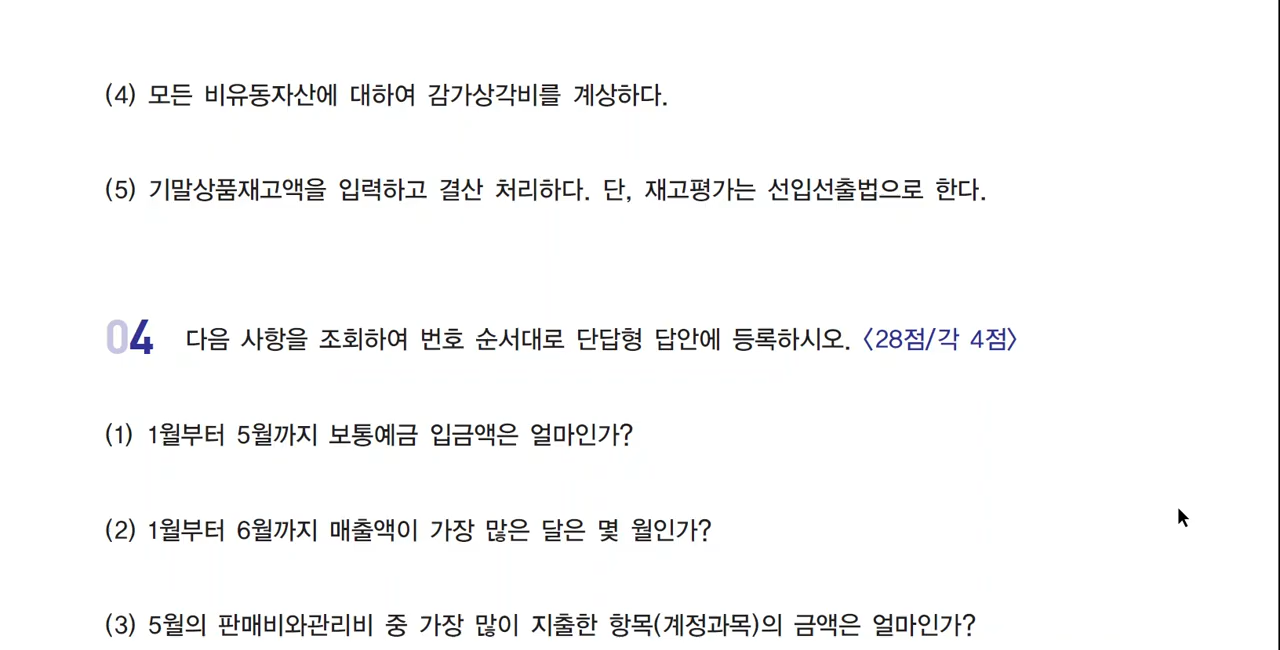 (4) 모든 비유동자산에 대하여 감가상각비를 계상하다.
(5) 기말상품재고액을 입력하고 결산 처리하다. 단, 재고평가는 선입선출법으로 한다.
04 다음 사항을 조회하여 번호 순서대로 단답형 답안에 등록하시오. 〈28점/각 4점〉
(1) 1월부터 5월까지 보통예금 입금액은 얼마인가?
(2) 1월부터 6월까지 매출액이 가장 많은 달은 몇 월인가?
(3) 5월의 판매비와관리비 중 가장 많이 지출한 항목(계정과목)의 금액은 얼마인가?